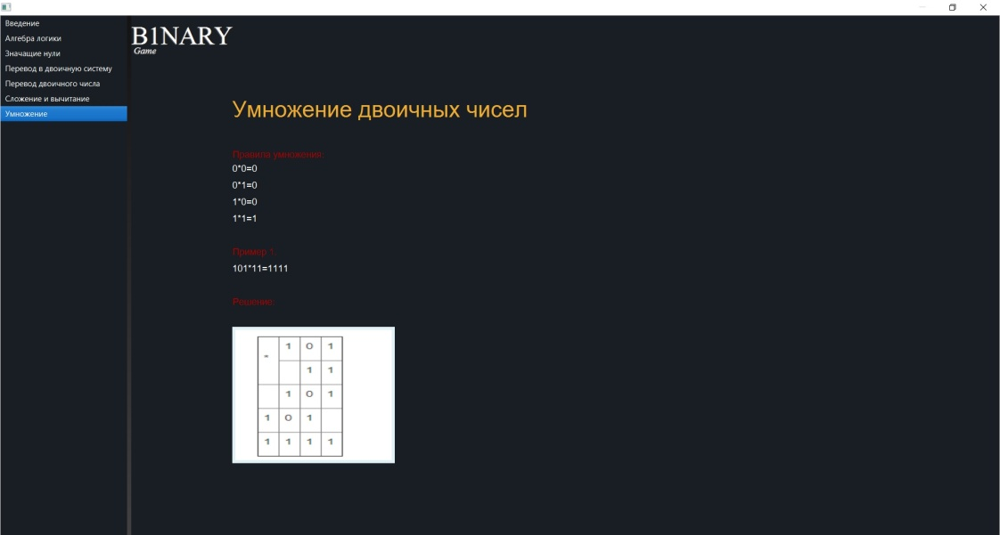 Введение
Алгебра логики
Значащие нули
Перевод в двоичную систему
Перевод двоичного числа
Сложение и вычитание
Умножение
B1NARY
Game
Умножение двоичных чисел
Правила умножения:
0*0=0
0*1=0
1*0=0
1*1=1
Пример 1.
101*11=1111
Решение:
1 0 1
1 1
1 0 1
1 0 1
1 1 1 1